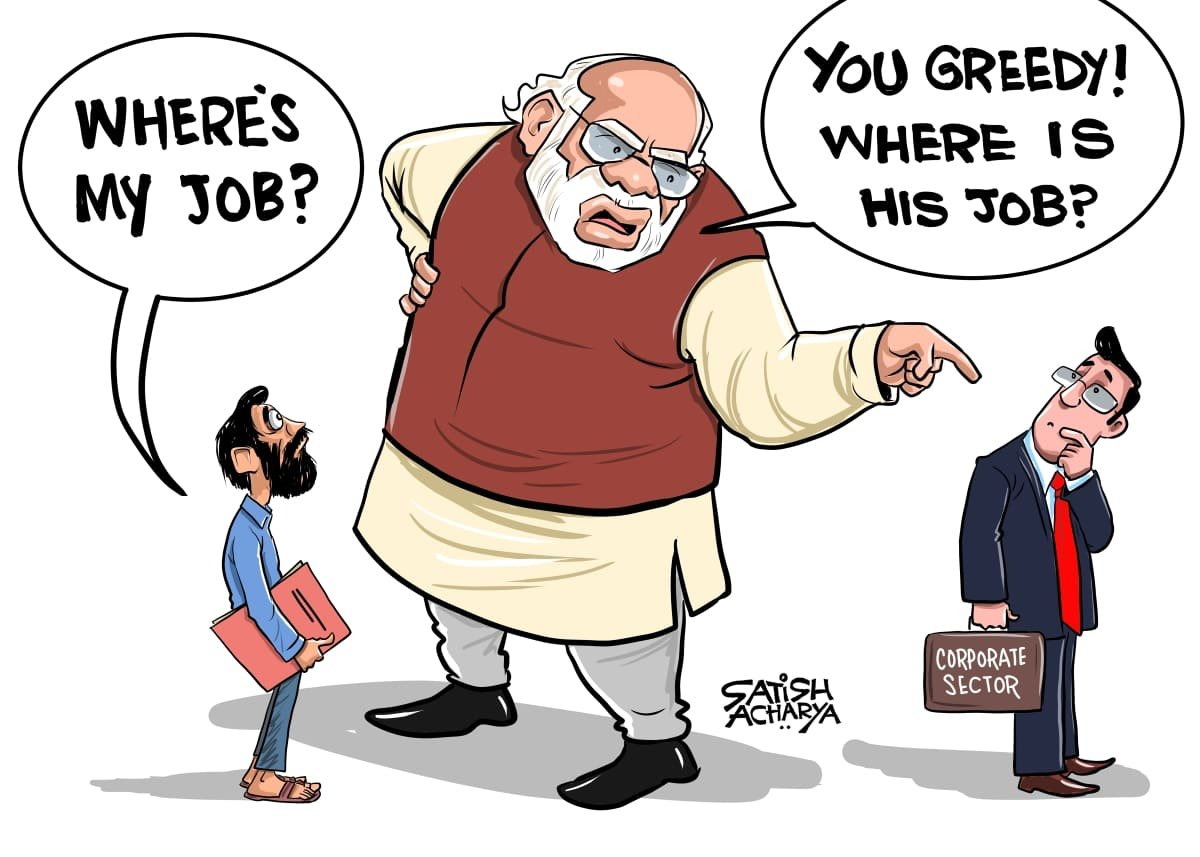 WHERE'S
MY JOB?
YOU GREEDY!
WHERE IS
HIS JOB?
CORPORATE
SECTOR
SATISH
ACHARYA